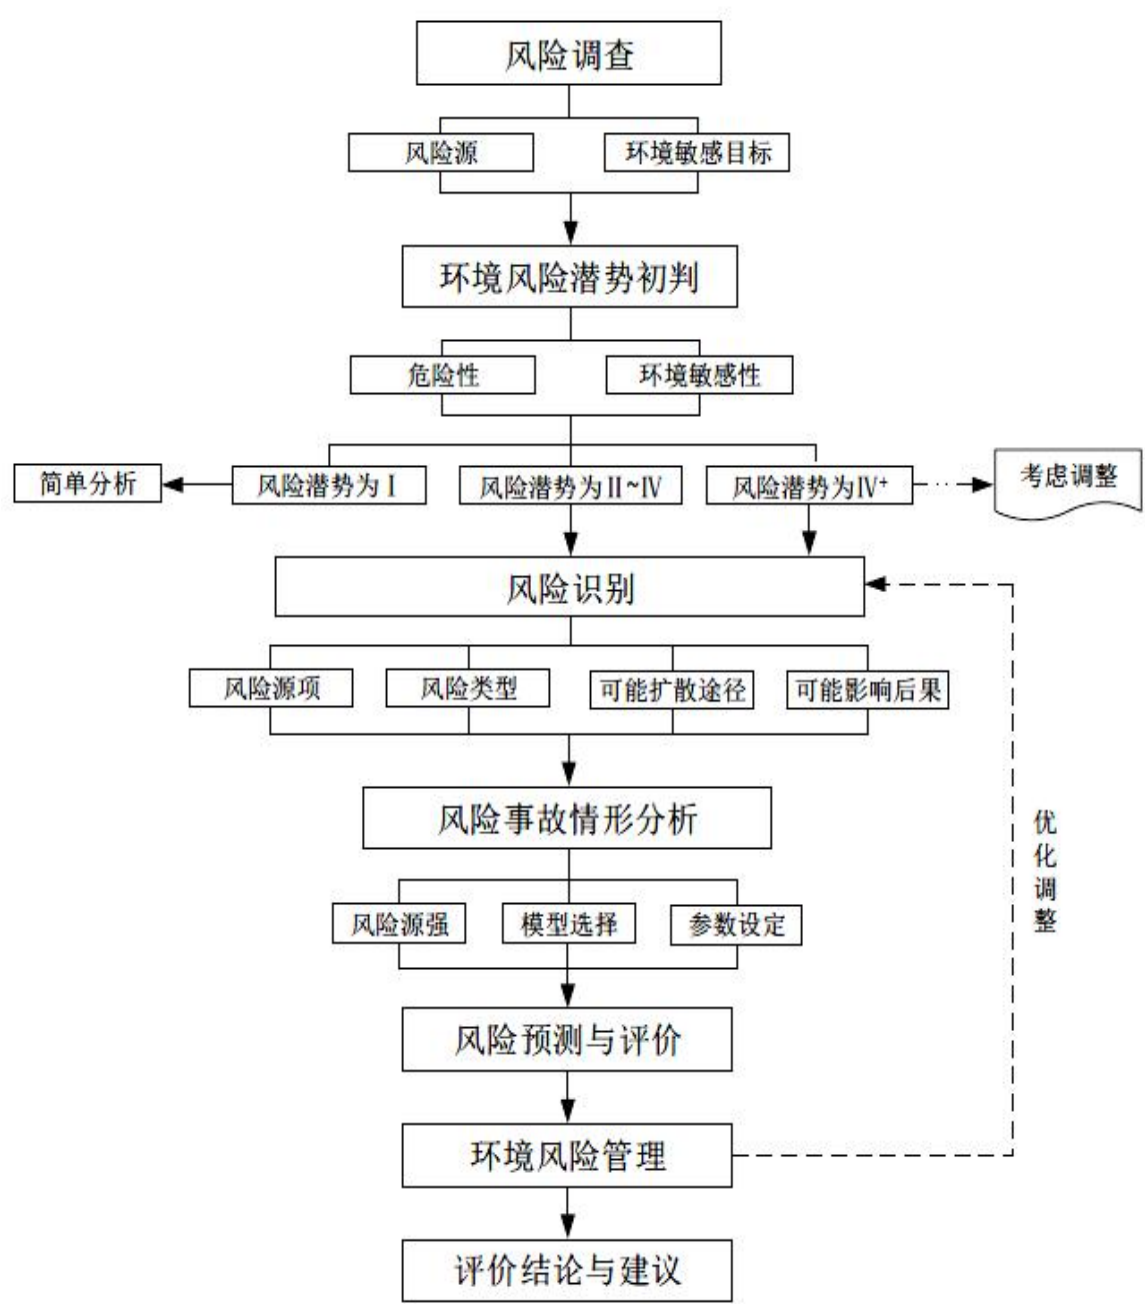 风险调查
风险源
环境敏感目标
环境风险潜势初判
危险性
环境敏感性
简单分析
风险潜势为Ⅰ
风险潜势为Ⅱ~Ⅳ
风险潜势为Ⅳ⁺
考虑调整
风险识别
风险源项
风险类型
可能扩散途径
可能影响后果
风险事故情形分析
风险源强
模型选择
参数设定
优
化
调
整
风险预测与评价
环境风险管理
评价结论与建议